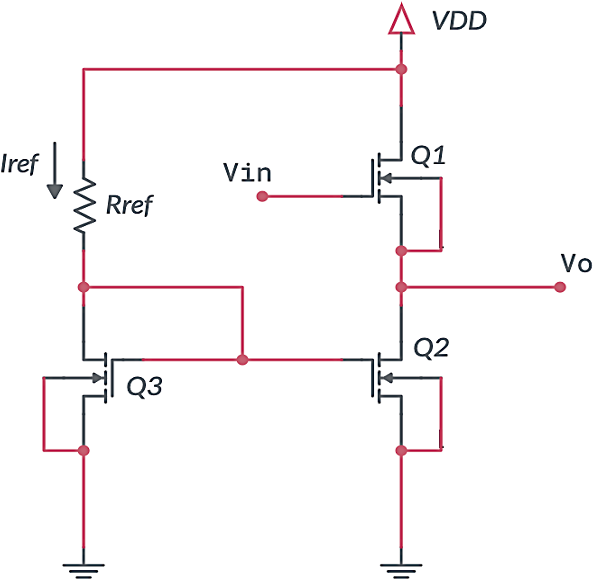 VDD
Iref
Rref
Vin
Q1
Vo
Q3
Q2